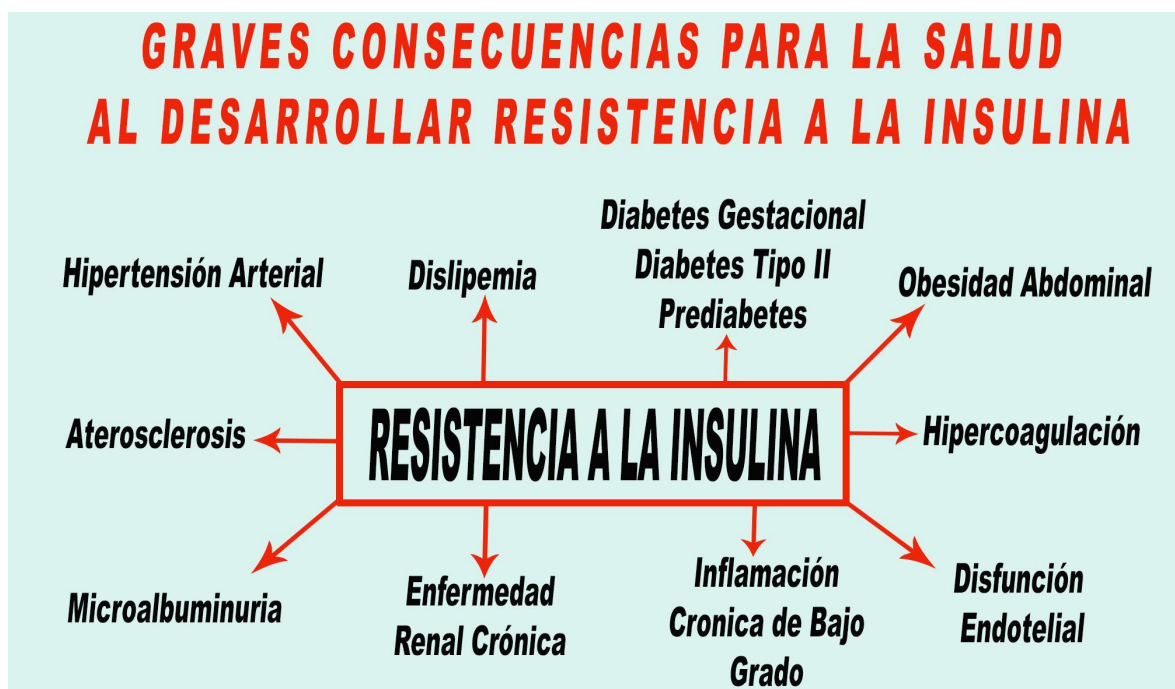 GRAVES CONSECUENCIAS PARA LA SALUD
AL DESARROLLAR RESISTENCIA A LA INSULINA
Hipertensión Arterial
Dislipemia
Diabetes Gestacional
Diabetes Tipo II
Prediabetes
Obesidad Abdominal
Aterosclerosis
RESISTENCIA A LA INSULINA
Hipercoagulación
Microalbuminuria
Enfermedad
Renal Crónica
Inflamación
Cronica de Bajo
Grado
Disfunción
Endotelial